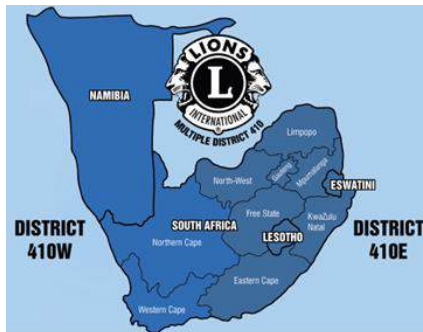 LIONS
L
INTERNATIONAL
MULTIPLE DISTRICT 410
NAMIBIA
Limpopo
North-West
Gauteng
Mpumalanga
ESWATINI
DISTRICT
410W
SOUTH AFRICA
Free State
KwaZulu
Natal
LESOTHO
Northern Cape
DISTRICT
410E
Eastern Cape
Western Cape